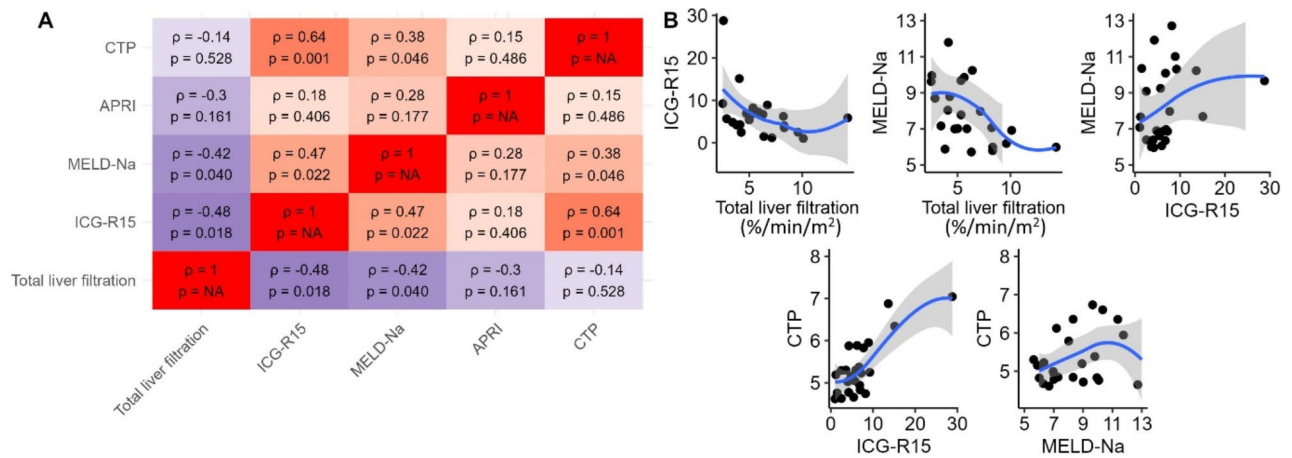 A
CTP
ρ = -0.14
p = 0.528
ρ = 0.64
p = 0.001
ρ = 0.38
p = 0.046
ρ = 0.15
p = 0.486
ρ = 1
p = NA
APRI
ρ = -0.3
p = 0.161
ρ = 0.18
p = 0.406
ρ = 0.28
p = 0.177
ρ = 1
p = NA
ρ = 0.15
p = 0.486
MELD-Na
ρ = -0.42
p = 0.040
ρ = 0.47
p = 0.022
ρ = 1
p = NA
ρ = 0.28
p = 0.177
ρ = 0.38
p = 0.046
ICG-R15
ρ = -0.48
p = 0.018
ρ = 1
p = NA
ρ = 0.47
p = 0.022
ρ = 0.18
p = 0.406
ρ = 0.64
p = 0.001
Total liver filtration
ρ = 1
p = NA
ρ = -0.48
p = 0.018
ρ = -0.42
p = 0.040
ρ = -0.3
p = 0.161
ρ = -0.14
p = 0.528
Total liver filtration
ICG-R15
MELD-Na
APRI
CTP
B
ICG-R15
30
20
10
0
5 10
Total liver filtration
(%/min/m²)
MELD-Na
13
11
9
7
5
5 10
Total liver filtration
(%/min/m²)
MELD-Na
13
11
9
7
5
0 10 20 30
ICG-R15
CTP
8
7
6
5
0 10 20 30
ICG-R15
CTP
8
7
6
5
5 7 9 11 13
MELD-Na